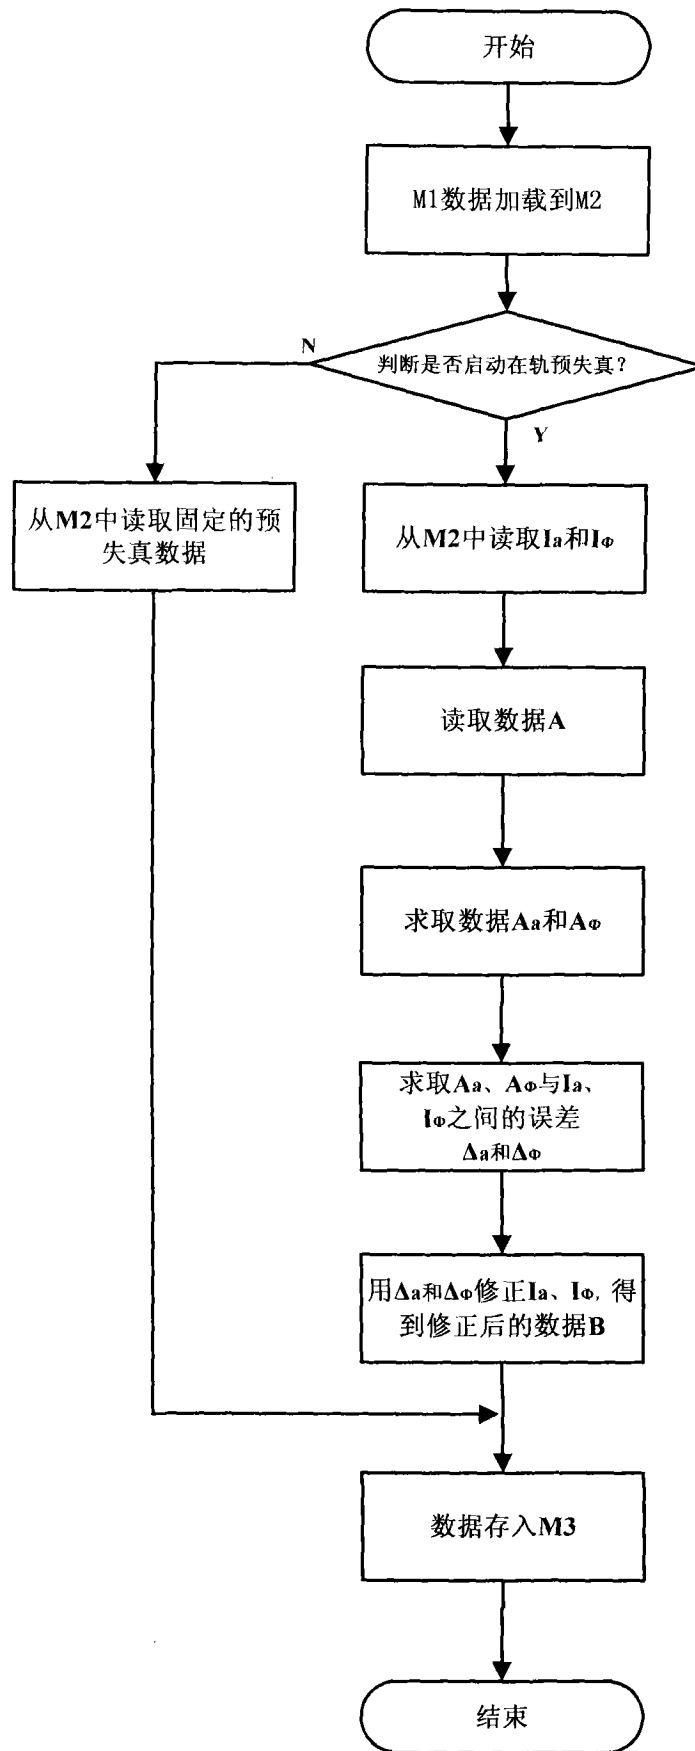 开始
M1数据加载到M2
N
判断是否启动在轨预失真?
Y
从M2中读取固定的预
失真数据
从M2中读取Ia和IΦ
读取数据A
求取数据Aa和AΦ
求取Aa、AΦ与Ia、
IΦ之间的误差
Δa和ΔΦ
用Δa和ΔΦ修正Ia、IΦ, 得
到修正后的数据B
数据存入M3
结束